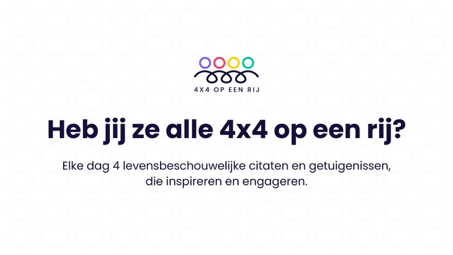 4X4 OP EEN RIJ
Heb jij ze alle 4x4 op een rij?
Elke dag 4 levensbeschouwelijke citaten en getuigenissen,
die inspireren en engageren.